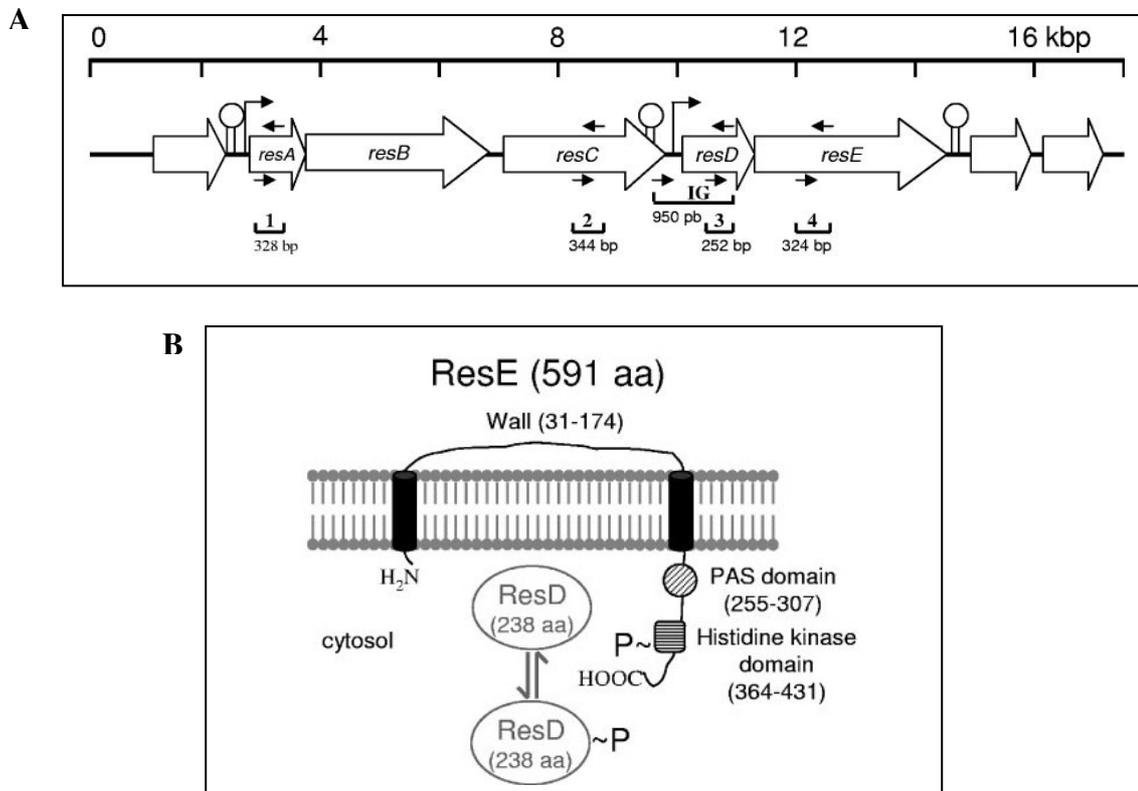 A
0 4 8 12 16 kbp
resA resB resC resD resE
IG
950 pb
1 2 3 4
328 bp 344 bp 252 bp 324 bp
B
ResE (591 aa)
Wall (31-174)
H2N
PAS domain
(255-307)
ResD
(238 aa)
cytosol
P~
Histidine kinase
domain
(364-431)
HOOC
ResD
(238 aa)
~P